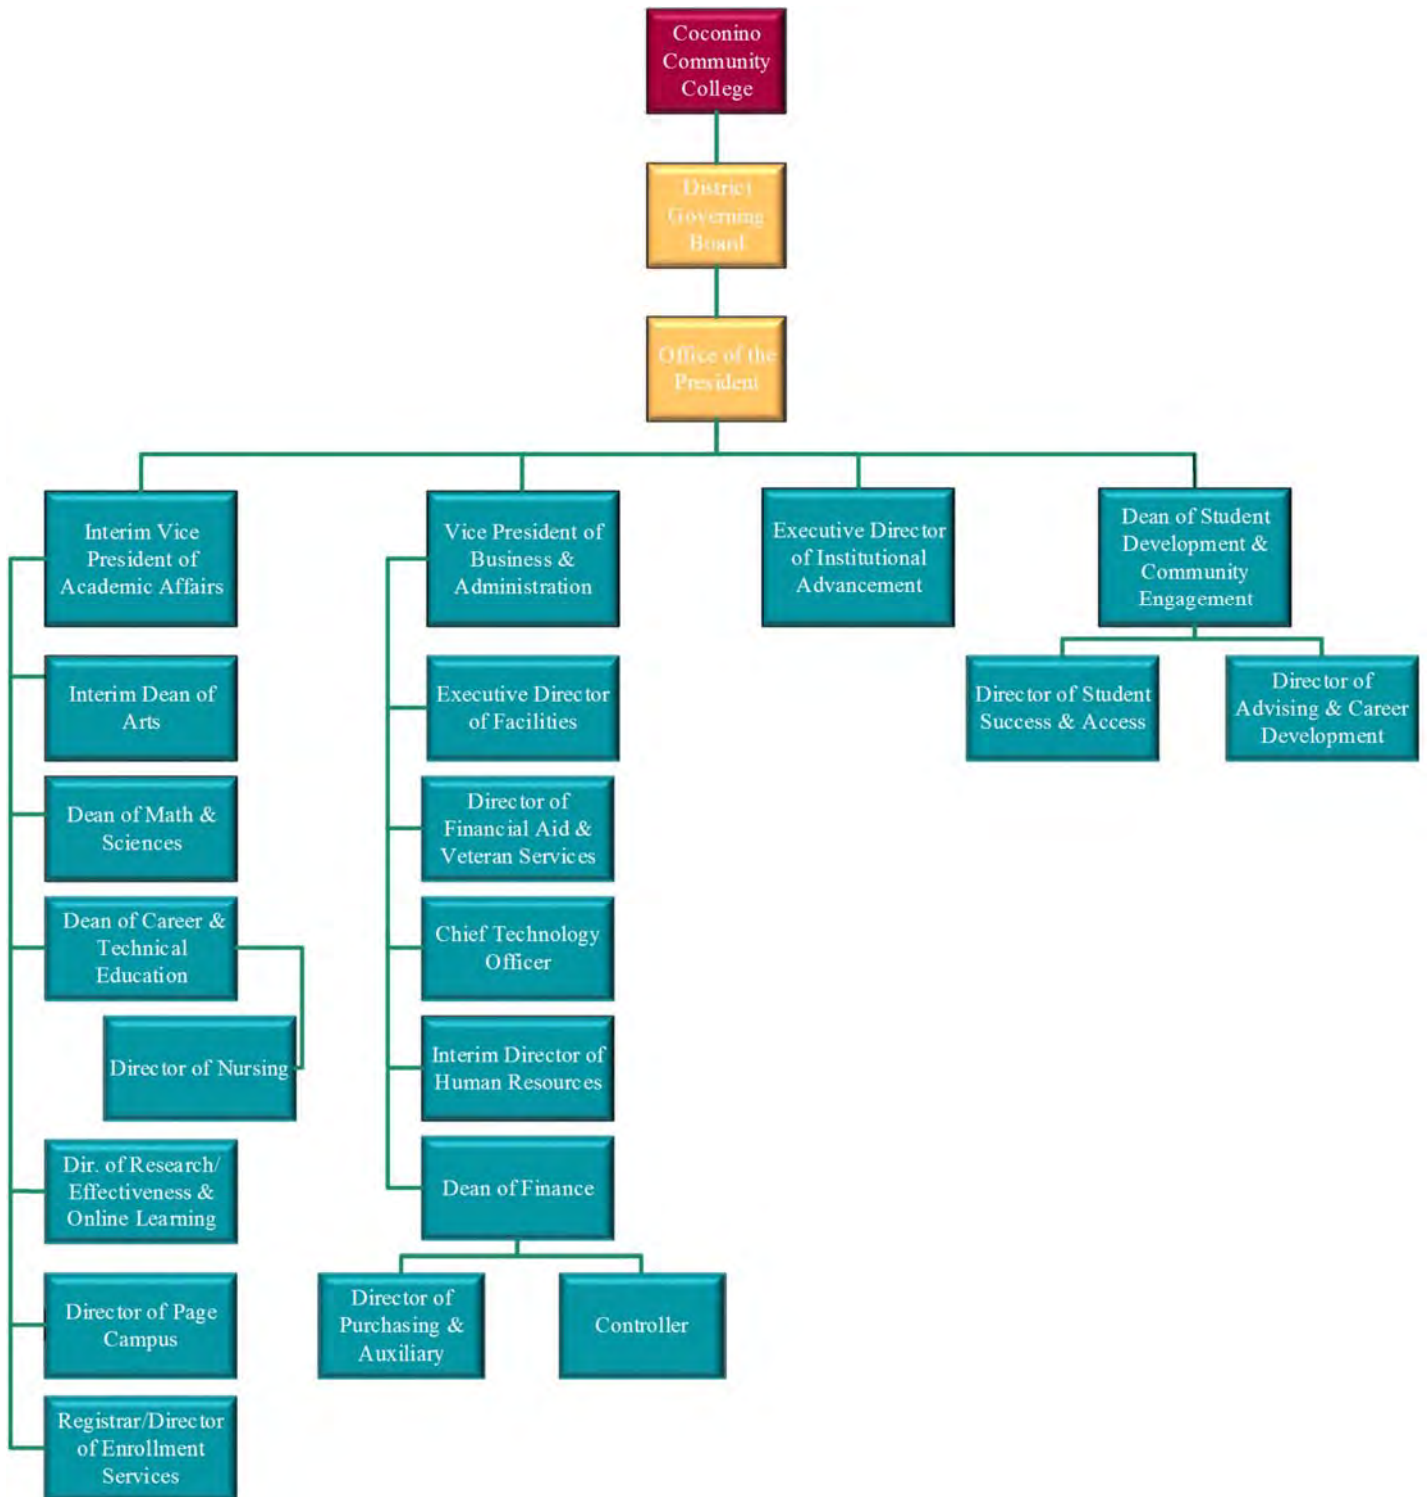 Coconino
Community
College
District
Governing
Board
Office of the
President
Interim Vice
President of
Academic Affairs
Vice President of
Business &
Administration
Executive Director
of Institutional
Advancement
Dean of Student
Development &
Community
Engagement
Interim Dean of
Arts
Executive Director
of Facilities
Director of Student
Success & Access
Director of
Advising & Career
Development
Dean of Math &
Sciences
Director of
Financial Aid &
Veteran Services
Dean of Career &
Technical
Education
Chief Technology
Officer
Director of Nursing
Interim Director of
Human Resources
Dir. of Research/
Effectiveness &
Online Learning
Dean of Finance
Director of Page
Campus
Director of
Purchasing &
Auxiliary
Controller
Registrar/Director
of Enrollment
Services